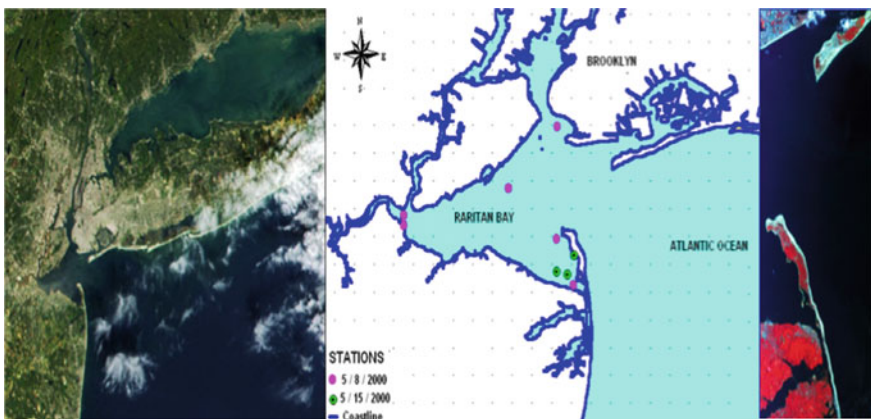 N
W E
S
BROOKLYN
RARITAN BAY
ATLANTIC OCEAN
STATIONS
5 / 8 / 2000
5 / 15 / 2000
Coastline